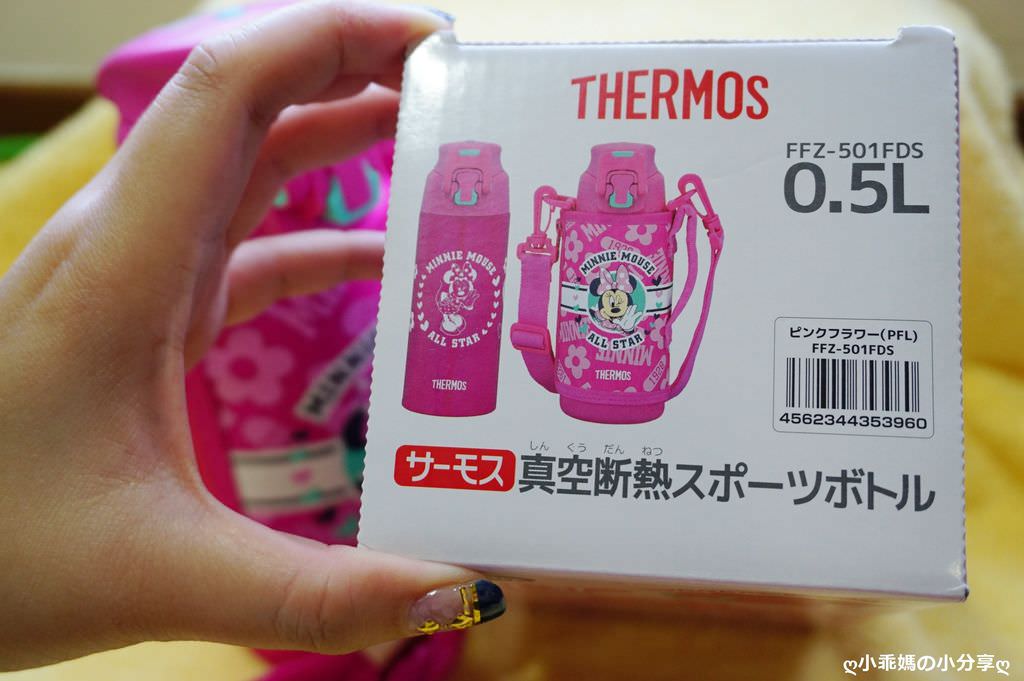 THERMOS
FFZ-501FDS
0.5L
MINNIE MOUSE
ALL STAR
THERMOS
MINNIE MOUSE
ALL STAR
MINNIE
THERMOS
ピンクフラワー(PFL)
FFZ-501FDS
4562344353960
しん くう だん ねつ
サーモス 真空断熱スポーツボトル
ღ小乖媽の小分享ღ